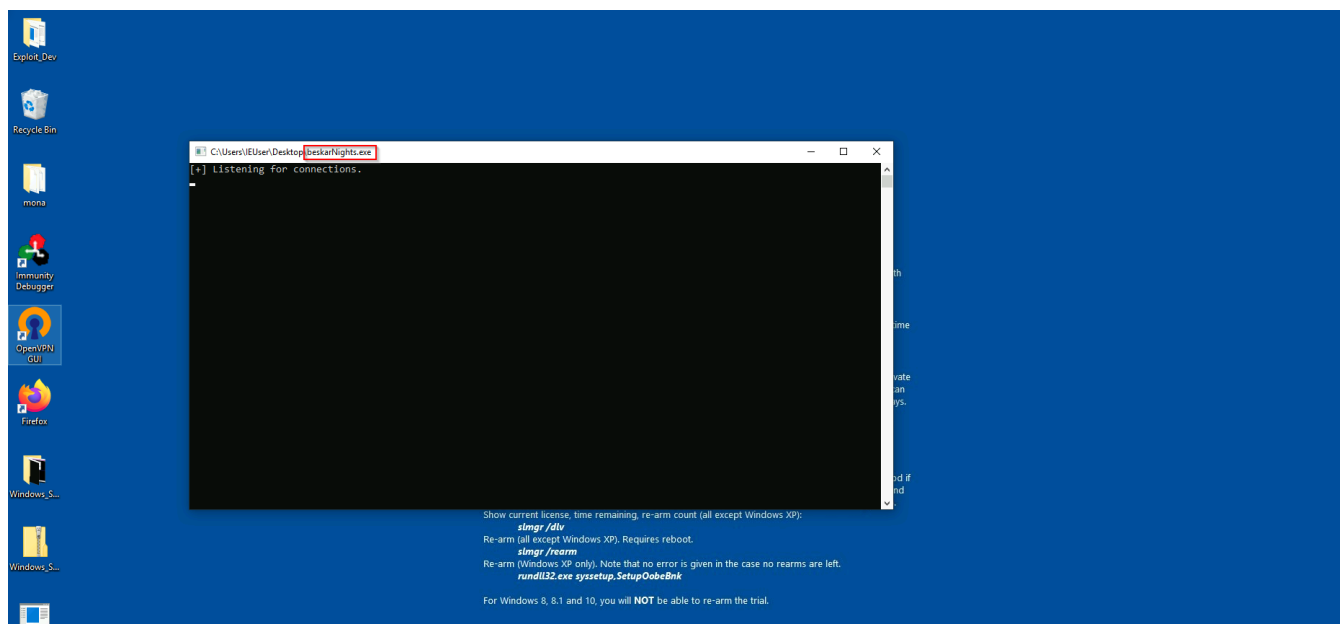 Exploit_Dev
Recycle Bin
mona
Immunity
Debugger
OpenVPN
GUI
Firefox
Windows_S...
Windows_S...
C:\Users\IEUser\Desktop\beskarNights.exe
[+] Listening for connections.
th
ime
vate
an
ys.
od if
nd
Show current license, time remaining, re-arm count (all except Windows XP):
slmgr /dlv
Re-arm (all except Windows XP). Requires reboot.
slmgr /rearm
Re-arm (Windows XP only). Note that no error is given in the case no rearms are left.
rundll32.exe syssetup,SetupOobeBnk
For Windows 8, 8.1 and 10, you will NOT be able to re-arm the trial.